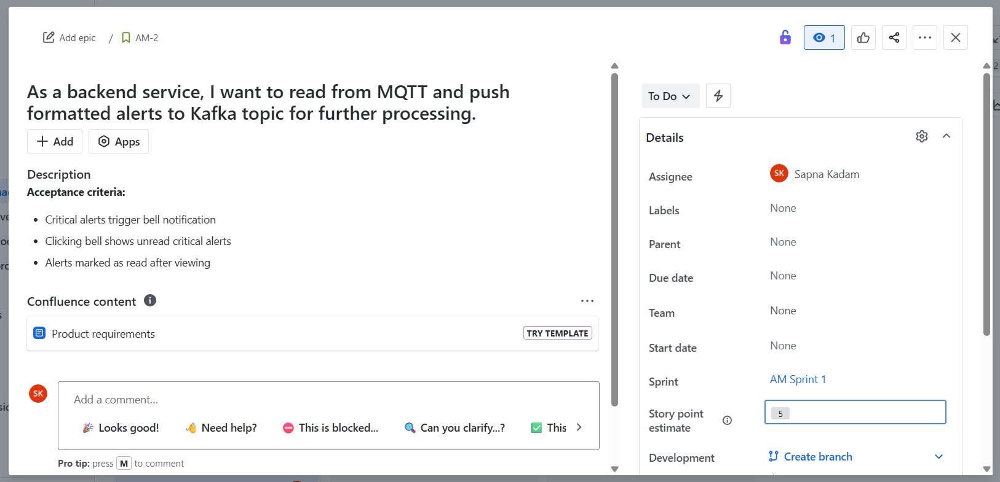 Add epic / AM-2
1
As a backend service, I want to read from MQTT and push
formatted alerts to Kafka topic for further processing.
Add
Apps
Description
Acceptance criteria:
• Critical alerts trigger bell notification
• Clicking bell shows unread critical alerts
• Alerts marked as read after viewing
Confluence content
Product requirements
TRY TEMPLATE
SK
Add a comment...
🎉 Looks good!
👋 Need help?
⛔ This is blocked...
🔍 Can you clarify...?
✅ This
Pro tip: press M to comment
To Do
Details
Assignee
SK Sapna Kadam
Labels
None
Parent
None
Due date
None
Team
None
Start date
None
Sprint
AM Sprint 1
Story point
estimate
5
Development
Create branch
2